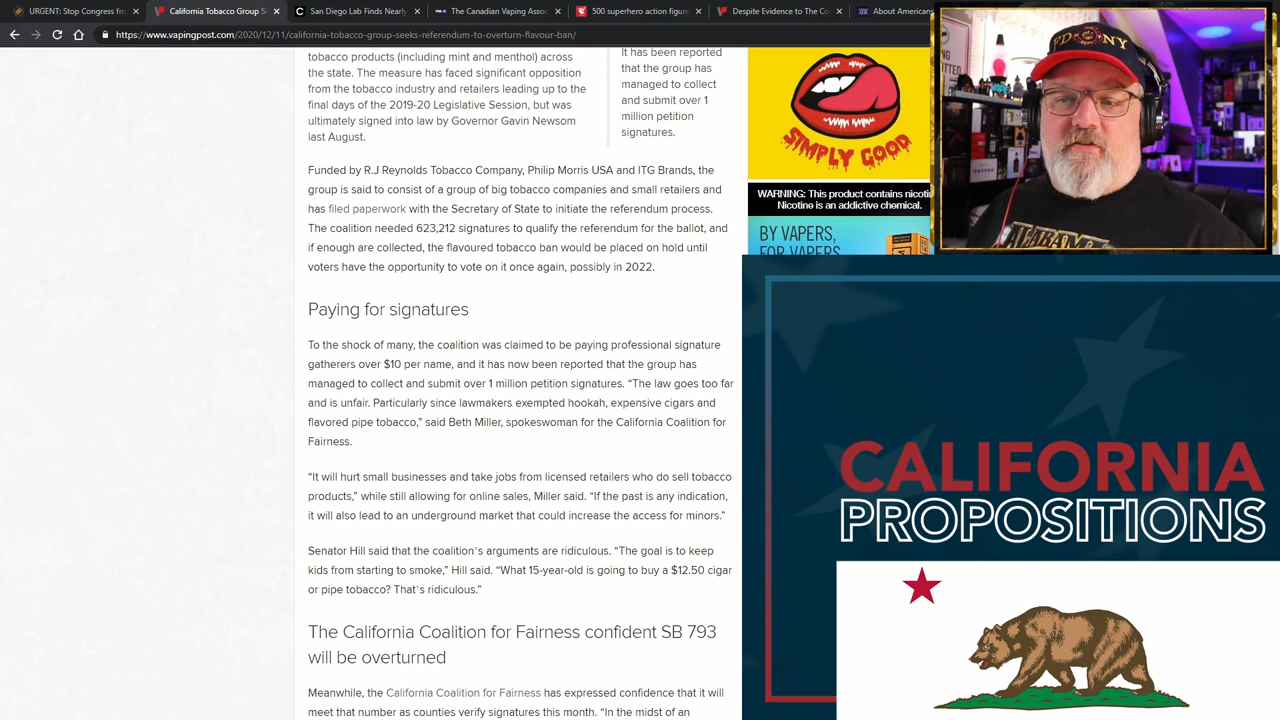 URGENT: Stop Congress fro
California Tobacco Group S
San Diego Lab Finds Nearly
The Canadian Vaping Asso
500 superhero action figur
Despite Evidence to The Co
About American
https://www.vapingpost.com/2020/12/11/california-tobacco-group-seeks-referendum-to-overturn-flavour-ban/
tobacco products (including mint and menthol) across
the state. The measure has faced significant opposition
from the tobacco industry and retailers leading up to the
final days of the 2019-20 Legislative Session, but was
ultimately signed into law by Governor Gavin Newsom
last August.
It has been reported
that the group has
managed to collect
and submit over 1
million petition
signatures.
Funded by R.J Reynolds Tobacco Company, Philip Morris USA and ITG Brands, the
group is said to consist of a group of big tobacco companies and small retailers and
has filed paperwork with the Secretary of State to initiate the referendum process.
The coalition needed 623,212 signatures to qualify the referendum for the ballot, and
if enough are collected, the flavoured tobacco ban would be placed on hold until
voters have the opportunity to vote on it once again, possibly in 2022.
Paying for signatures
To the shock of many, the coalition was claimed to be paying professional signature
gatherers over $10 per name, and it has now been reported that the group has
managed to collect and submit over 1 million petition signatures. “The law goes too far
and is unfair. Particularly since lawmakers exempted hookah, expensive cigars and
flavored pipe tobacco,” said Beth Miller, spokeswoman for the California Coalition for
Fairness.
“It will hurt small businesses and take jobs from licensed retailers who do sell tobacco
products,” while still allowing for online sales, Miller said. “If the past is any indication,
it will also lead to an underground market that could increase the access for minors.”
Senator Hill said that the coalition’s arguments are ridiculous. “The goal is to keep
kids from starting to smoke,” Hill said. “What 15-year-old is going to buy a $12.50 cigar
or pipe tobacco? That’s ridiculous.”
The California Coalition for Fairness confident SB 793
will be overturned
Meanwhile, the California Coalition for Fairness has expressed confidence that it will
meet that number as counties verify signatures this month. “In the midst of an
SIMPLY GOOD
WARNING: This product contains nicoti
Nicotine is an addictive chemical.
BY VAPERS,
FOR VAPERS
FDNY
ALABAMA
CALIFORNIA
PROPOSITIONS